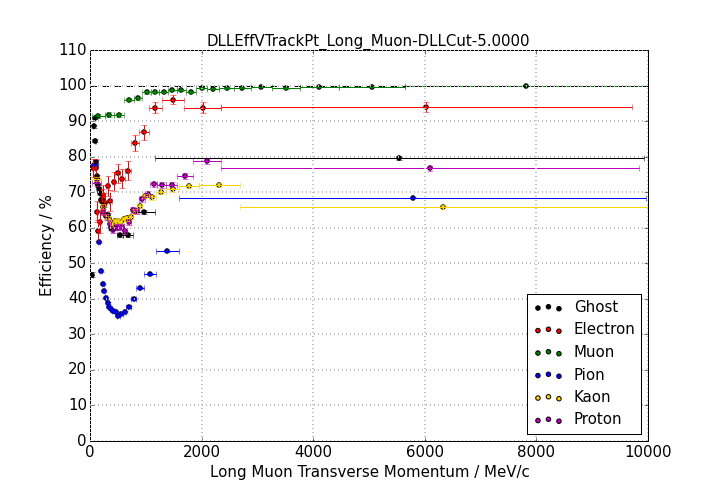 DLLEffVTrackPt_Long_Muon-DLLCut-5.0000
110
100
90
80
70
60
50
40
30
20
10
0
Efficiency / %
Ghost
Electron
Muon
Pion
Kaon
Proton
0 2000 4000 6000 8000 10000
Long Muon Transverse Momentum / MeV/c